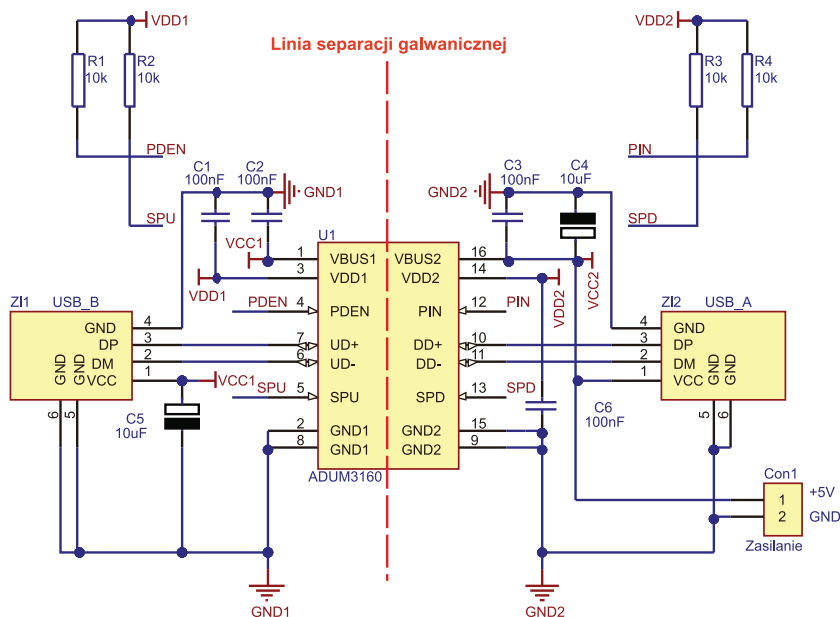 VDD1
R1
10k
R2
10k
PDEN
SPU
Linia separacji galwanicznej
VDD2
R3
10k
R4
10k
PIN
SPD
C1
100nF
C2
100nF
GND1
VCC1
VDD1
C3
100nF
C4
10uF
GND2
VCC2
VDD2
U1
VBUS1
VDD1
PDEN
UD+
UD-
SPU
GND1
GND1
VBUS2
VDD2
PIN
DD+
DD-
SPD
GND2
GND2
ADUM3160
1
3
4
7
6
5
2
8
16
14
12
10
11
13
15
9
PDEN
SPU
PIN
SPD
ZI1
USB_B
GND
DP
DM
VCC
GND
GND
4
3
2
1
6
5
VCC1
C5
10uF
C6
100nF
ZI2
USB_A
GND
DP
DM
VCC
GND
GND
4
3
2
1
5
6
Con1
1
2
+5V
GND
Zasilanie
GND1
GND2